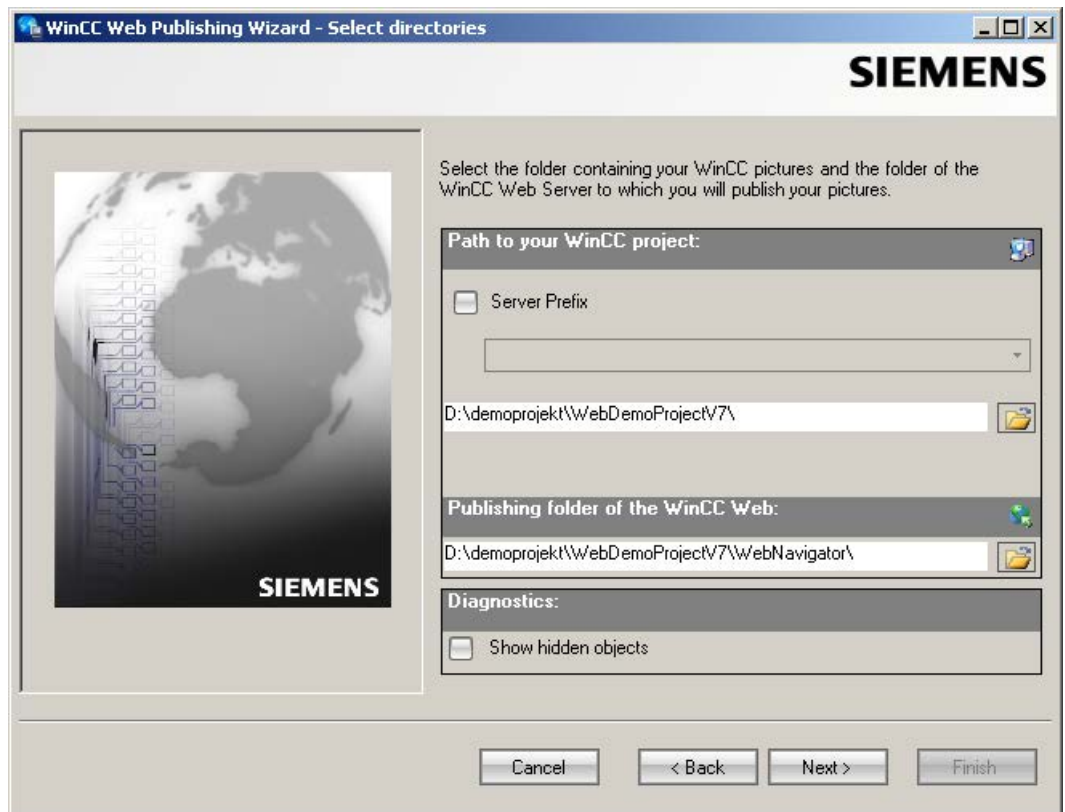 WinCC Web Publishing Wizard - Select directories
SIEMENS
Select the folder containing your WinCC pictures and the folder of the
WinCC Web Server to which you will publish your pictures.
Path to your WinCC project:
Server Prefix
D:\demoprojekt\WebDemoProjectV7\
Publishing folder of the WinCC Web:
D:\demoprojekt\WebDemoProjectV7\WebNavigator\
SIEMENS
Diagnostics:
Show hidden objects
Cancel
< Back
Next >
Finish